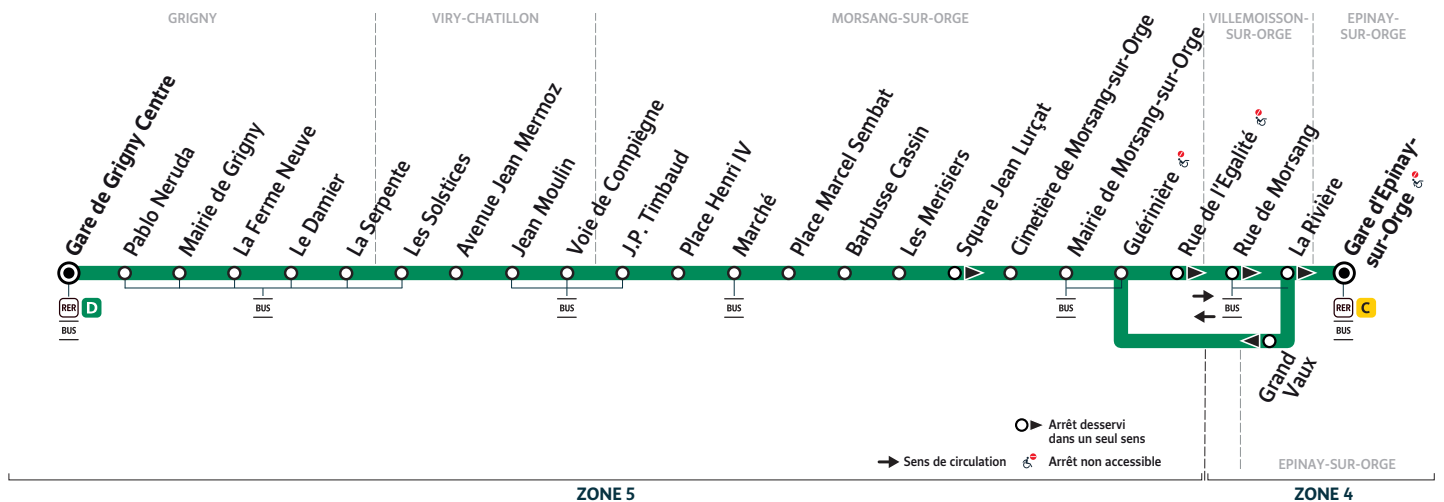 GRIGNY
VIRY-CHATILLON
MORSANG-SUR-ORGE
VILLEMOISSON-
SUR-ORGE
EPINAY-
SUR-ORGE
Gare de Grigny Centre
Pablo Neruda
Mairie de Grigny
La Ferme Neuve
Le Damier
La Serpente
Les Solstices
Avenue Jean Mermoz
Jean Moulin
Voie de Compiègne
J.P. Timbaud
Place Henri IV
Marché
Place Marcel Sembat
Barbusse Cassin
Les Merisiers
Square Jean Lurçat
Cimetière de Morsang-sur-Orge
Mairie de Morsang-sur-Orge
Guérinière
Rue de l'Egalité
Rue de Morsang
La Rivière
Gare d'Epinay-
sur-Orge
RER D
BUS
BUS
BUS
BUS
BUS
BUS
RER C
BUS
Grand
Vaux
Arrêt desservi
dans un seul sens
Sens de circulation
Arrêt non accessible
EPINAY-SUR-ORGE
ZONE 5
ZONE 4